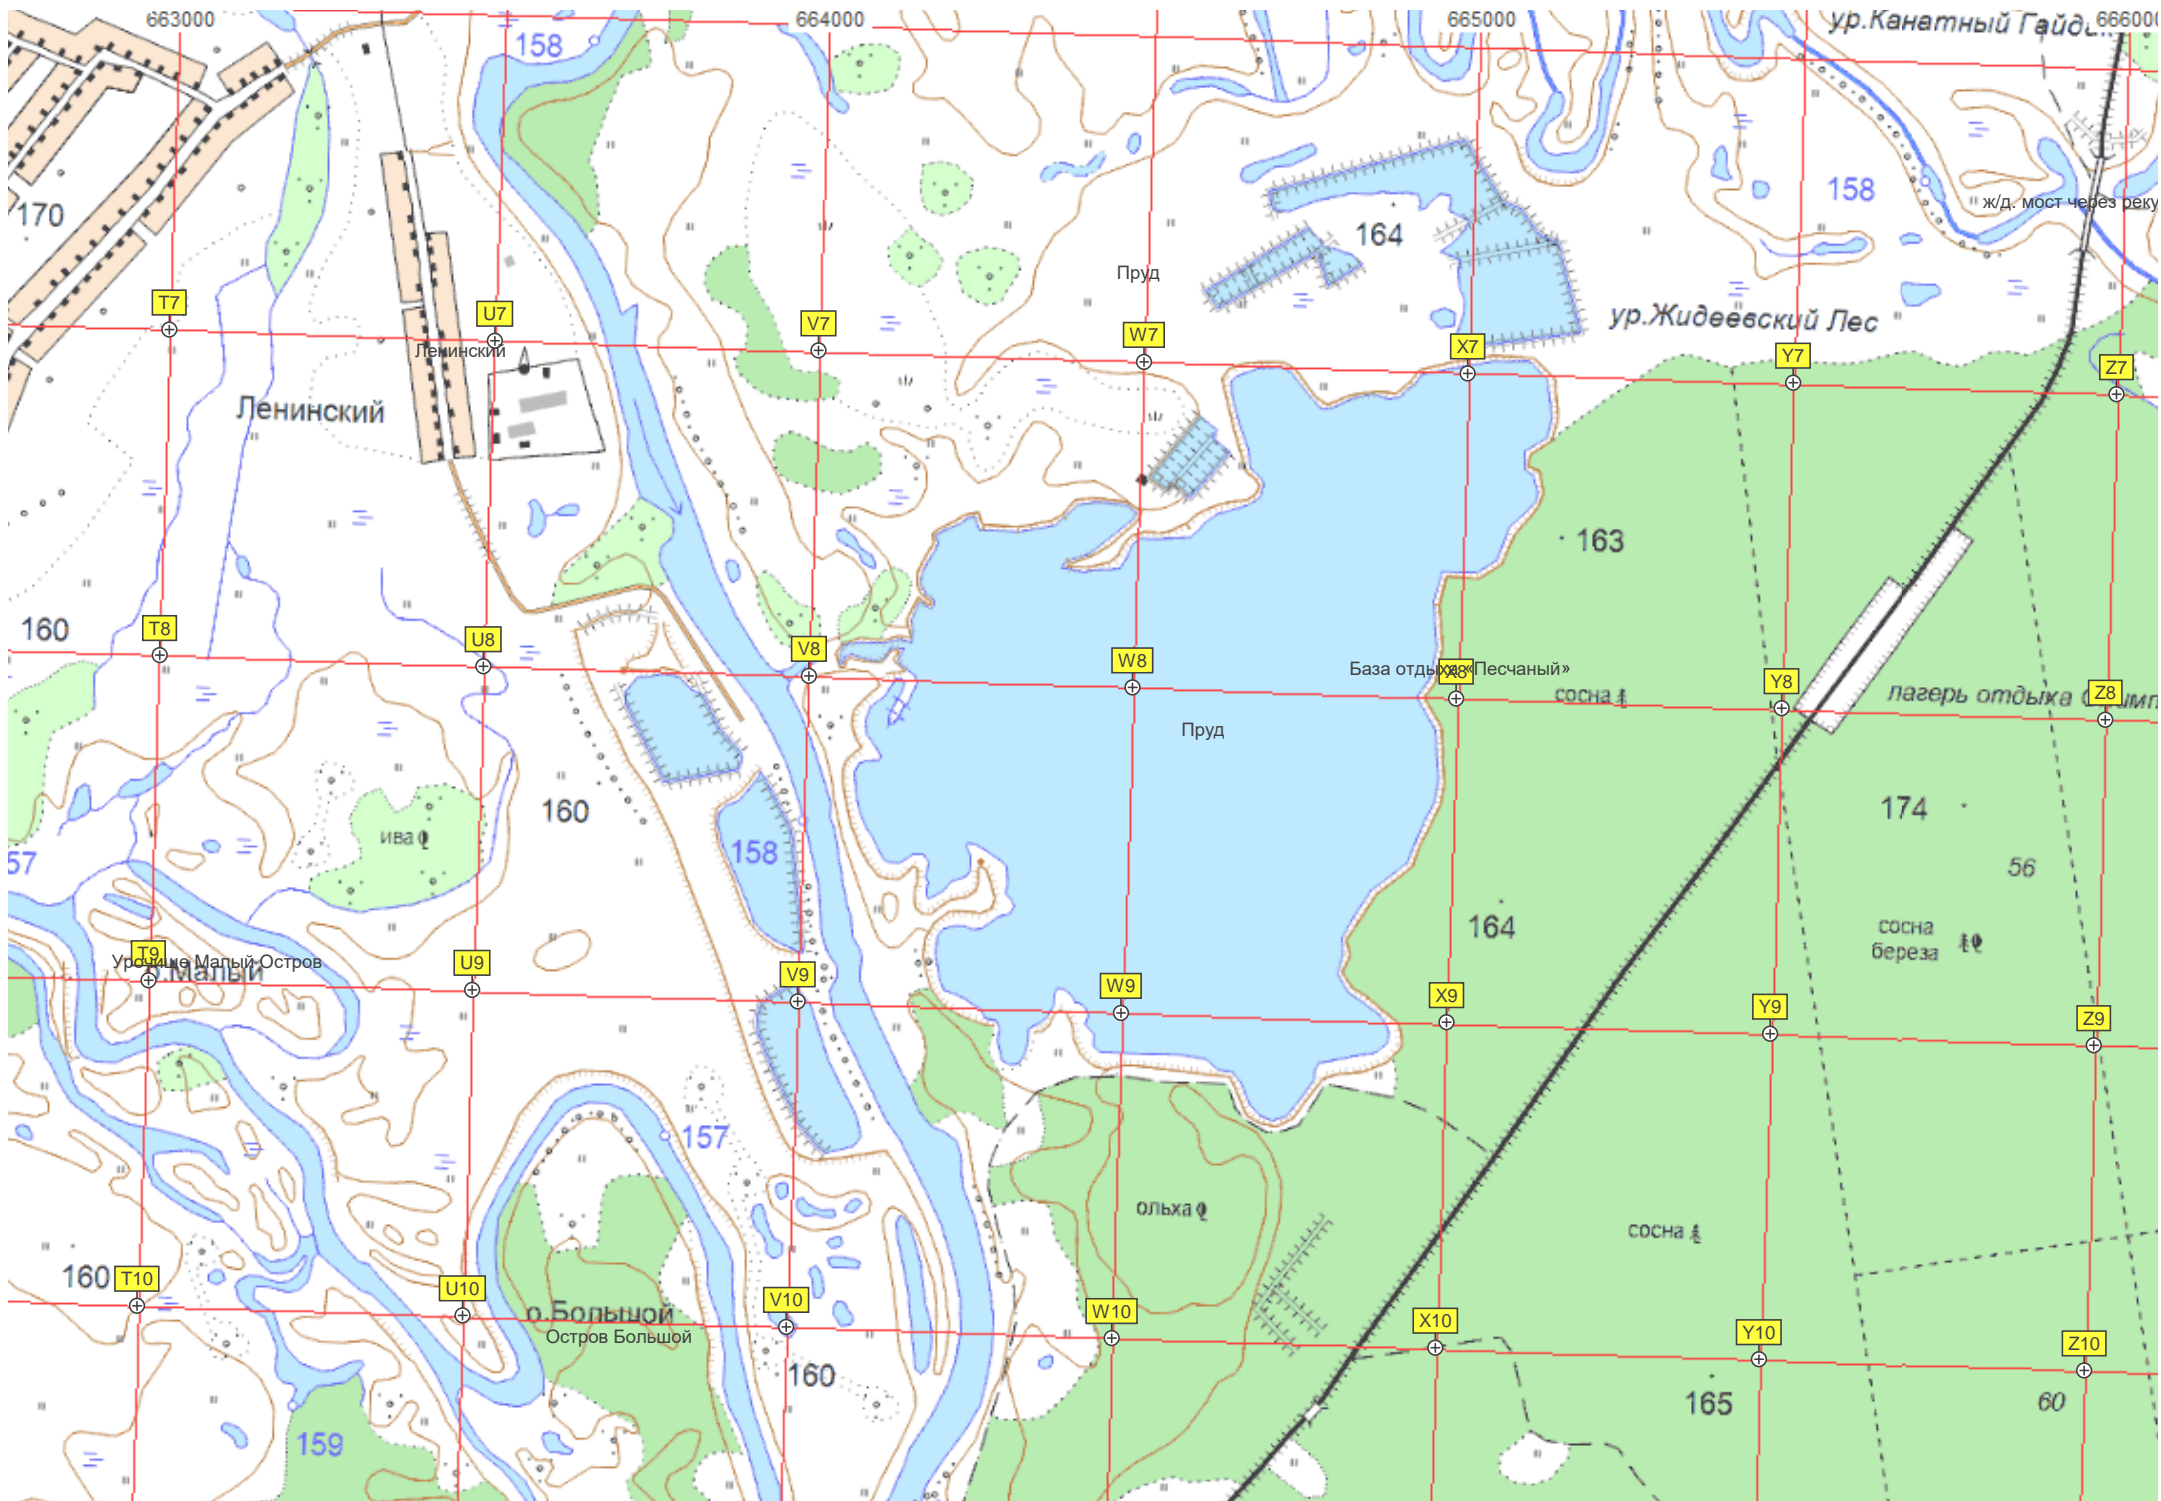 663000
664000
665000
666000
158
ур.Канатный
170
158
ж/д. мост через реку
164
Пруд
ур.Жидеевский Лес
T7
U7
V7
W7
X7
Y7
Z7
Ленинский
Ленинский
163
160
T8
U8
V8
W8
База отдыха «Песчаный»
X8
сосна
Y8
лагерь отдыха
Z8
Пруд
160
ива
158
174
57
56
164
сосна
береза
T9
Урочище Малый Остров
о.Малый
U9
V9
W9
X9
Y9
Z9
157
ольха
сосна
160
T10
U10
о.Большой
Остров Большой
V10
W10
X10
Y10
Z10
160
165
60
159